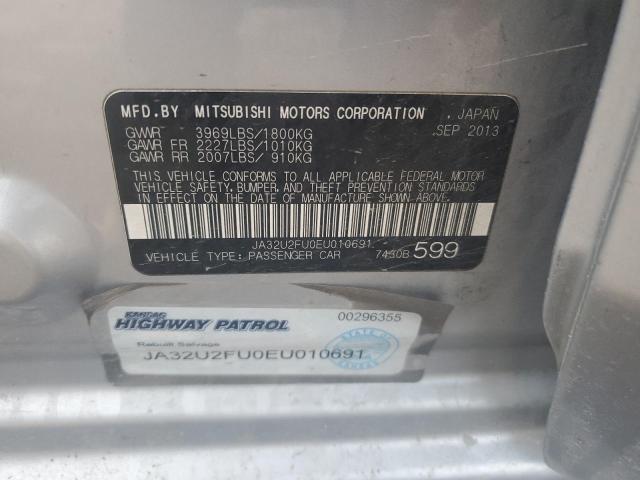 MFD.BY MITSUBISHI MOTORS CORPORATION , JAPAN
GVWR 3969LBS/1800KG SEP 2013
GAWR FR 2227LBS/1010KG
GAWR RR 2007LBS/ 910KG
THIS VEHICLE CONFORMS TO ALL APPLICABLE FEDERAL MOTOR
VEHICLE SAFETY, BUMPER, AND THEFT PREVENTION STANDARDS
IN EFFECT ON THE DATE OF MANUFACTURE SHOWN ABOVE.
JA32U2FU0EU010691
VEHICLE TYPE: PASSENGER CAR 7430B 599
KANSAS 00296355
HIGHWAY PATROL
Rebuilt Salvage
JA32U2FU0EU010691